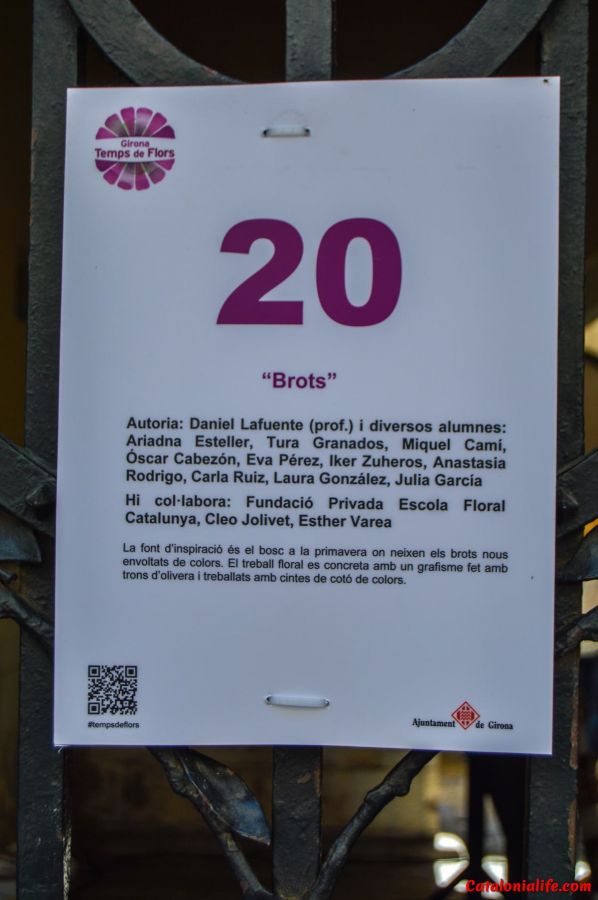 Girona
Temps de Flors
20
“Brots”
Autoria: Daniel Lafuente (prof.) i diversos alumnes:
Ariadna Esteller, Tura Granados, Miquel Camí,
Óscar Cabezón, Eva Pérez, Iker Zuheros, Anastasia
Rodrigo, Carla Ruiz, Laura González, Julia García
Hi col·labora: Fundació Privada Escola Floral
Catalunya, Cleo Jolivet, Esther Varea
La font d’inspiració és el bosc a la primavera on neixen els brots nous
envoltats de colors. El treball floral es concreta amb un grafisme fet amb
trons d’olivera i treballats amb cintes de cotó de colors.
#tempsdeflors
Ajuntament de Girona
Catalonialife.com